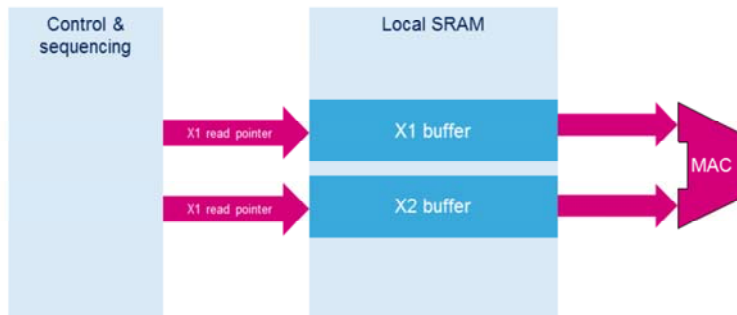 Control &
sequencing
Local SRAM
X1 read pointer
X1 buffer
MAC
X1 read pointer
X2 buffer